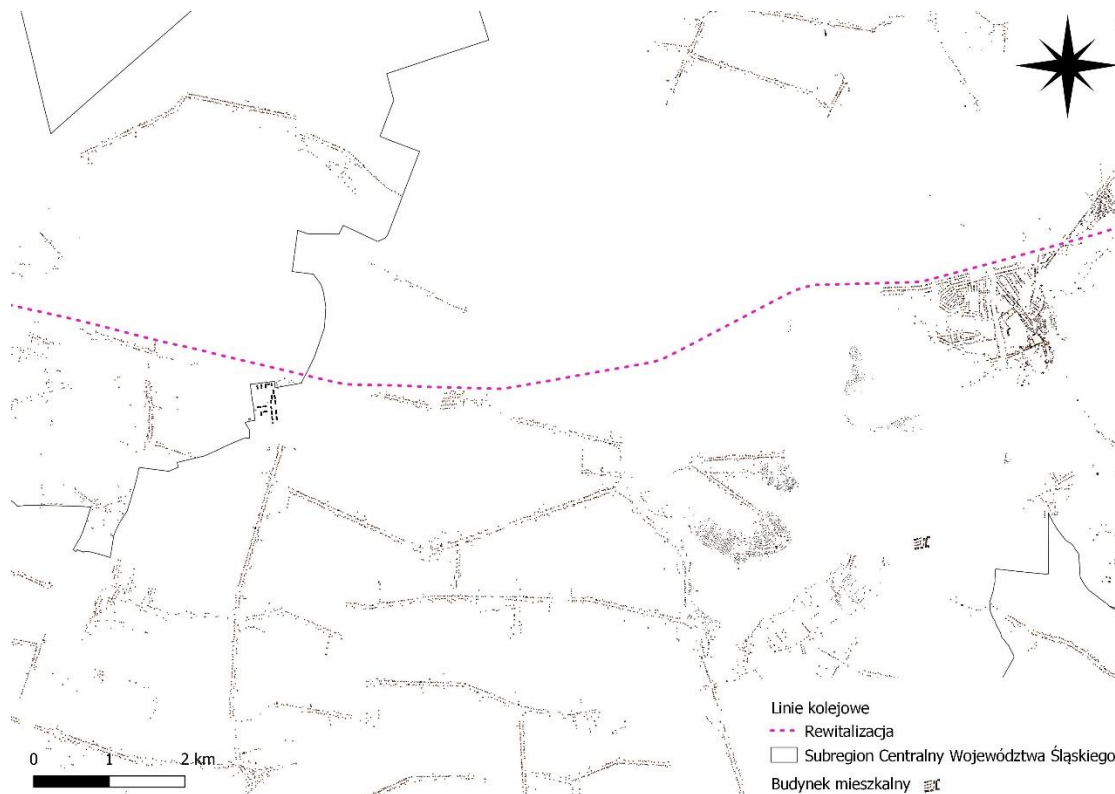 Linie kolejowe
Rewitalizacja
Subregion Centralny Województwa Śląskiego
Budynek mieszkalny
0 1 2 km